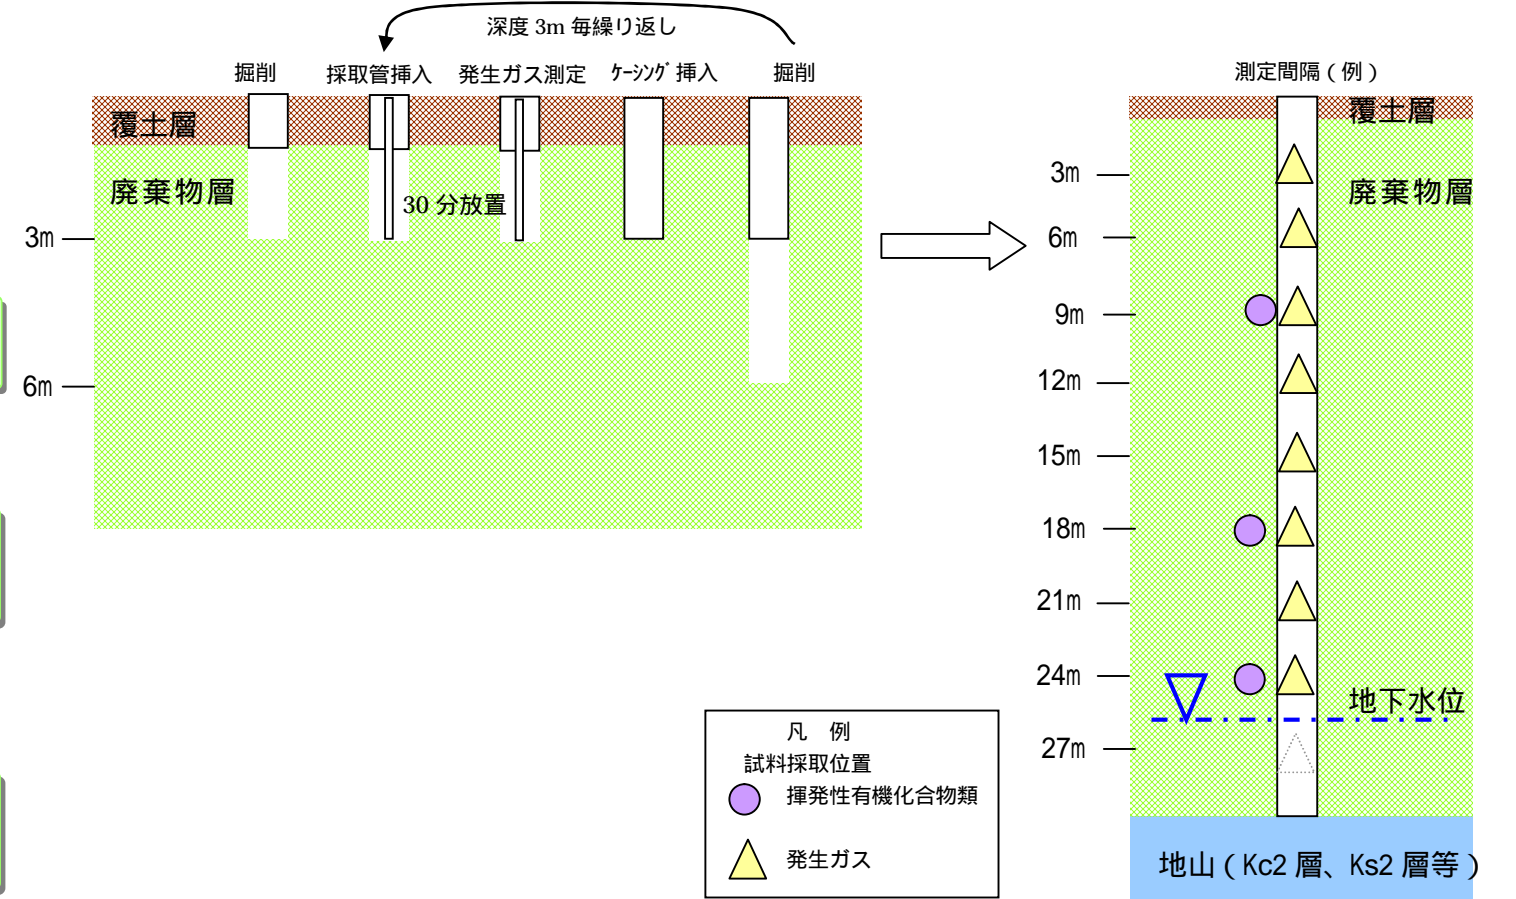 深度 3m 毎繰り返し
掘削
採取管挿入
発生ガス測定
ｹｰｼﾝｸﾞ挿入
掘削
覆土層
廃棄物層
30 分放置
3m
6m
測定間隔（例）
覆土層
廃棄物層
3m
6m
9m
12m
15m
18m
21m
24m
27m
地下水位
地山（Kc2 層、Ks2 層等）
凡　例
試料採取位置
揮発性有機化合物類
発生ガス